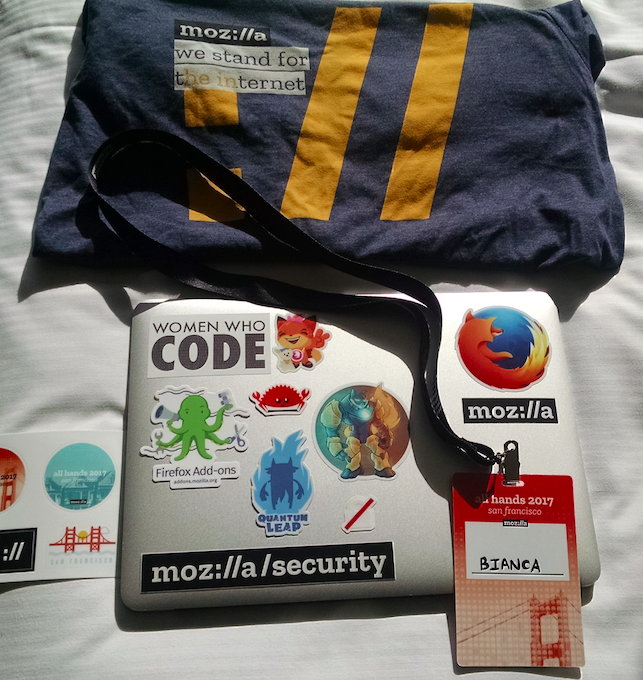 moz://a
we stand for
the internet
://
WOMEN WHO
CODE
Firefox Add-ons
addons.mozilla.org
QUANTUM
LEAP
moz://a/security
moz://a
all hands 2017
san francisco
moz://a
BIANCA
all hands 2017
san francisco
://
SAN FRANCISCO